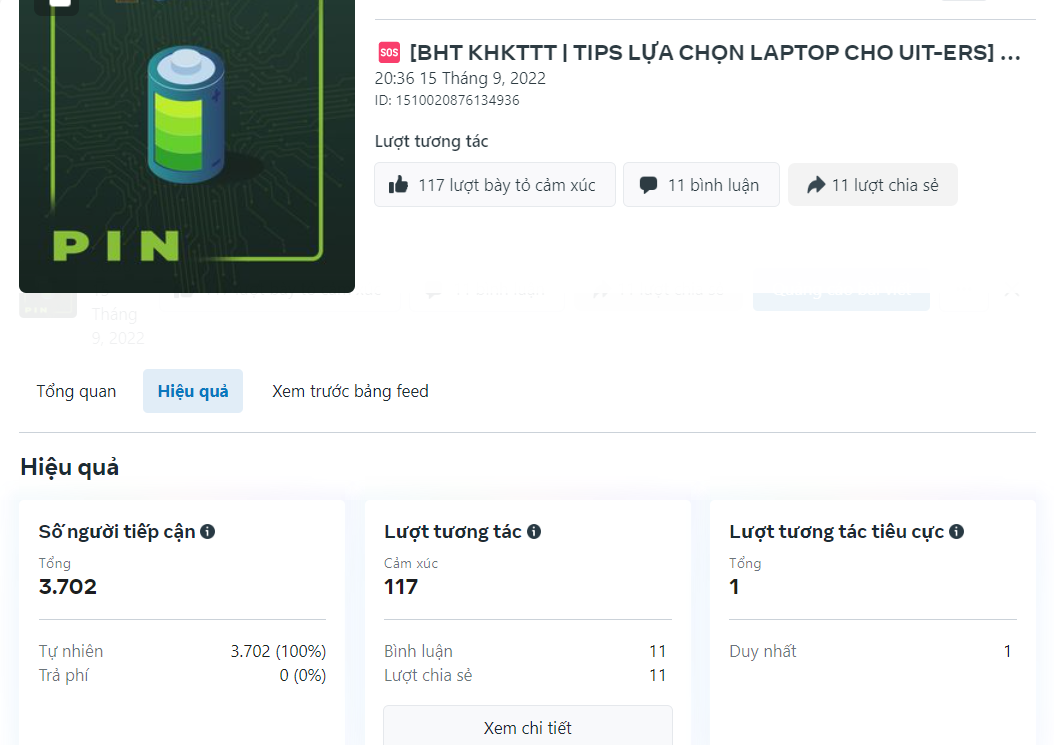 SOS [BHT KHKTTT | TIPS LỰA CHỌN LAPTOP CHO UIT-ERS] ...
20:36 15 Tháng 9, 2022
ID: 1510020876134936
Lượt tương tác
117 lượt bày tỏ cảm xúc
11 bình luận
11 lượt chia sẻ
PIN
Tháng
9, 2022
Tổng quan
Hiệu quả
Xem trước bảng feed
Hiệu quả
Số người tiếp cận
Tổng
3.702
Tự nhiên 3.702 (100%)
Trả phí 0 (0%)
Lượt tương tác
Cảm xúc
117
Bình luận 11
Lượt chia sẻ 11
Xem chi tiết
Lượt tương tác tiêu cực
Tổng
1
Duy nhất 1